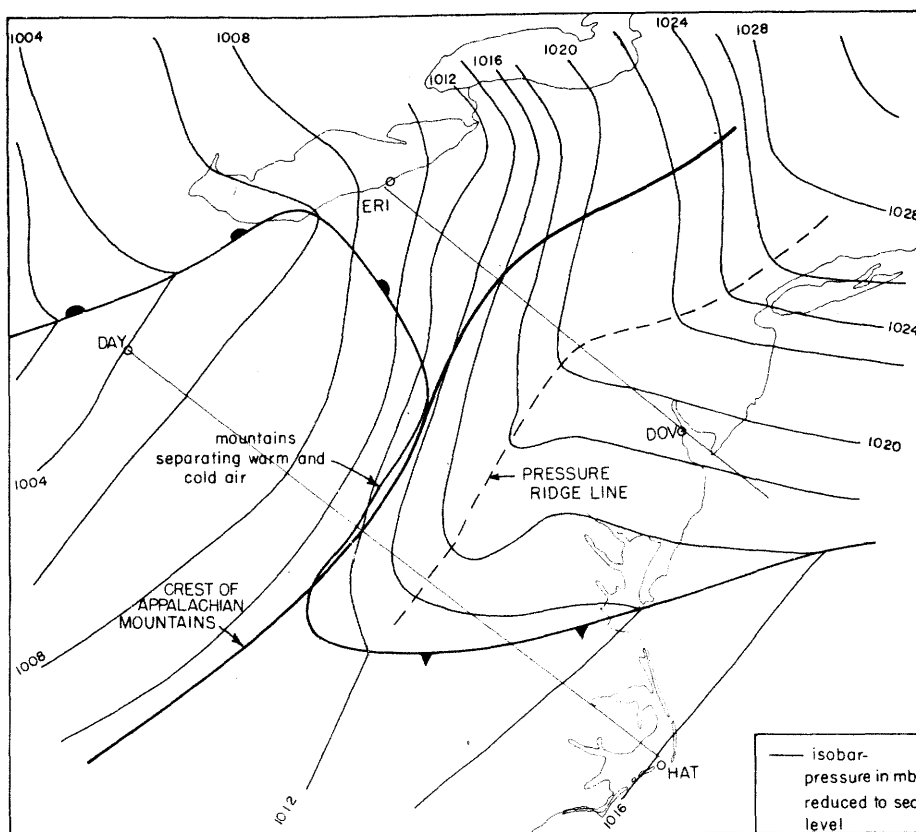 1004
1008
1012
1016
1020
1024
1028
ERI
1028
DAY
1024
mountains
separating warm and
cold air
DOV
1020
PRESSURE
RIDGE LINE
1004
CREST OF
APPALACHIAN
MOUNTAINS
1008
HAT
1012
1016
isobar-
pressure in mb
reduced to sea
level